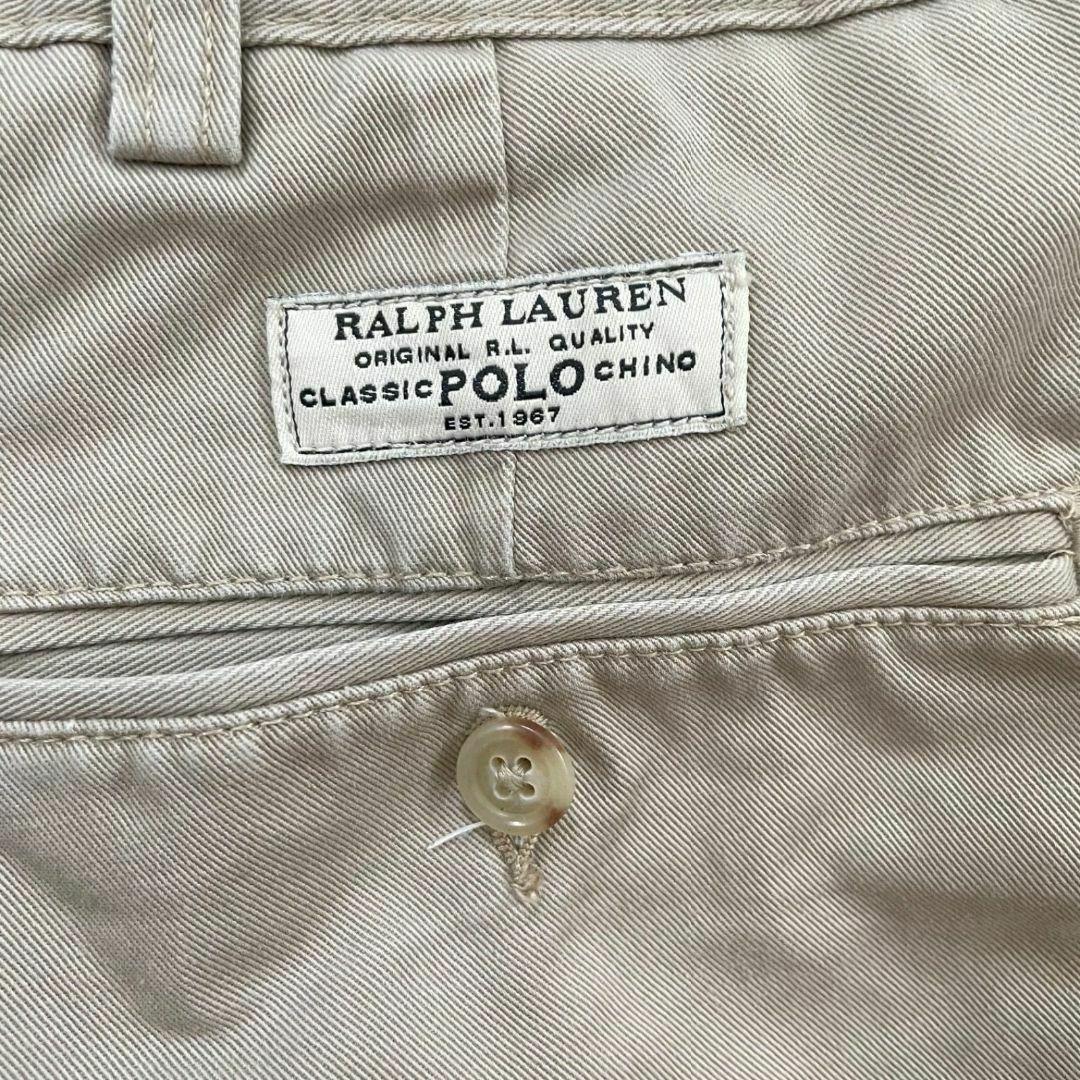 RALPH LAUREN
ORIGINAL R.L. QUALITY
CLASSIC POLO CHINO
EST. 1967